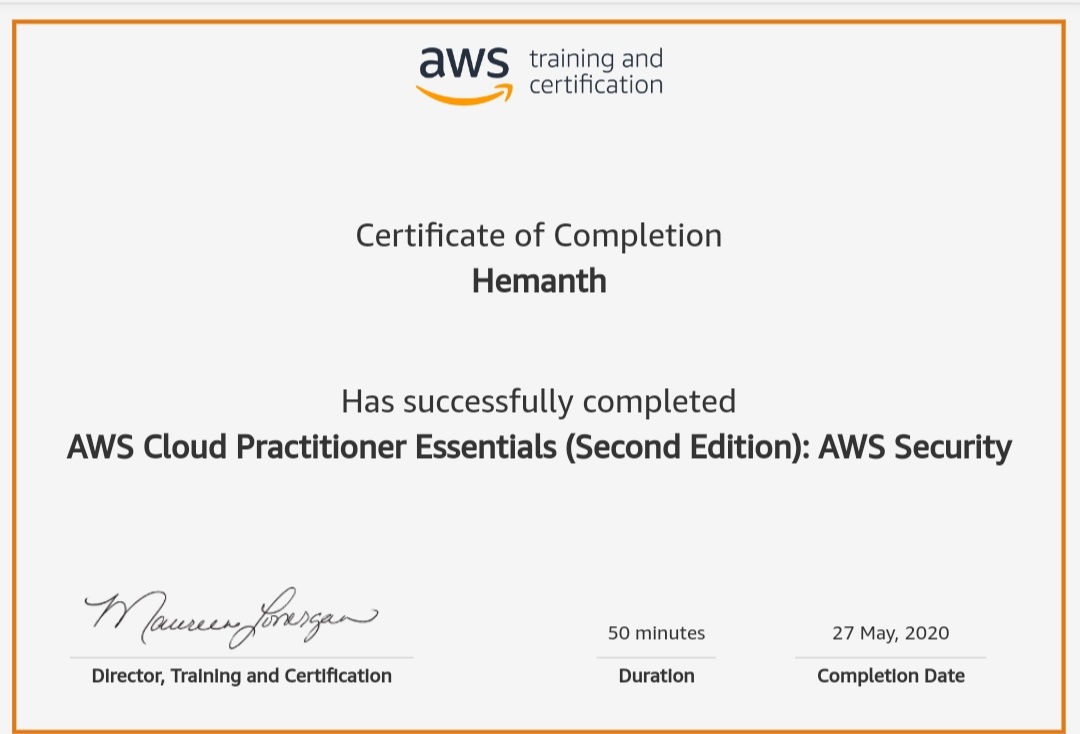 aws training and
certification
Certificate of Completion
Hemanth
Has successfully completed
AWS Cloud Practitioner Essentials (Second Edition): AWS Security
Maureen Lonergan
Director, Training and Certification
50 minutes
Duration
27 May, 2020
Completion Date